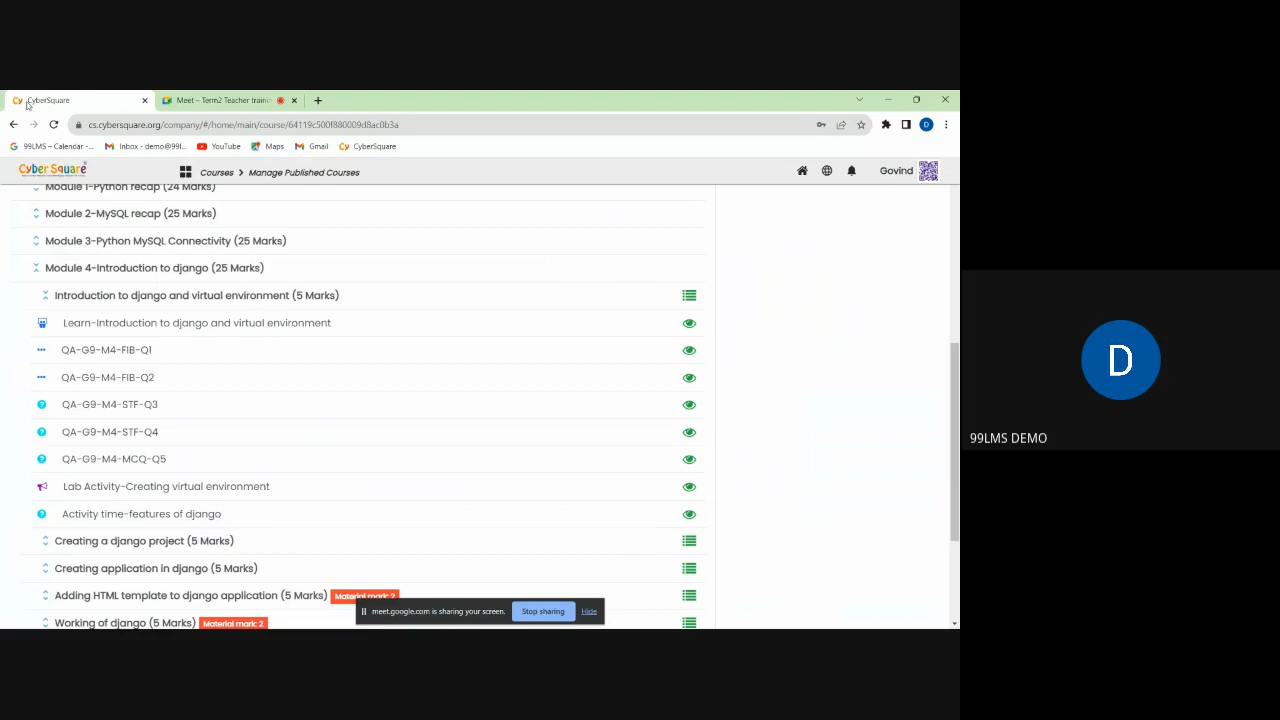 CyberSquare
Meet – Term2 Teacher traini
cs.cybersquare.org/company/#/home/main/course/64119c500f880009d8ac0b3a
D
99LMS – Calendar -...
Inbox - demo@99l...
YouTube
Maps
Gmail
CyberSquare
Cyber Square
Courses > Manage Published Courses
Govind
Module 1-Python recap (24 Marks)
Module 2-MySQL recap (25 Marks)
Module 3-Python MySQL Connectivity (25 Marks)
Module 4-Introduction to django (25 Marks)
Introduction to django and virtual environment (5 Marks)
Learn-Introduction to django and virtual environment
QA-G9-M4-FIB-Q1
QA-G9-M4-FIB-Q2
QA-G9-M4-STF-Q3
QA-G9-M4-STF-Q4
QA-G9-M4-MCQ-Q5
Lab Activity-Creating virtual environment
Activity time-features of django
Creating a django project (5 Marks)
Creating application in django (5 Marks)
Adding HTML template to django application (5 Marks) Material mark: 2
meet.google.com is sharing your screen. Stop sharing Hide
Working of django (5 Marks) Material mark: 2
D
99LMS DEMO